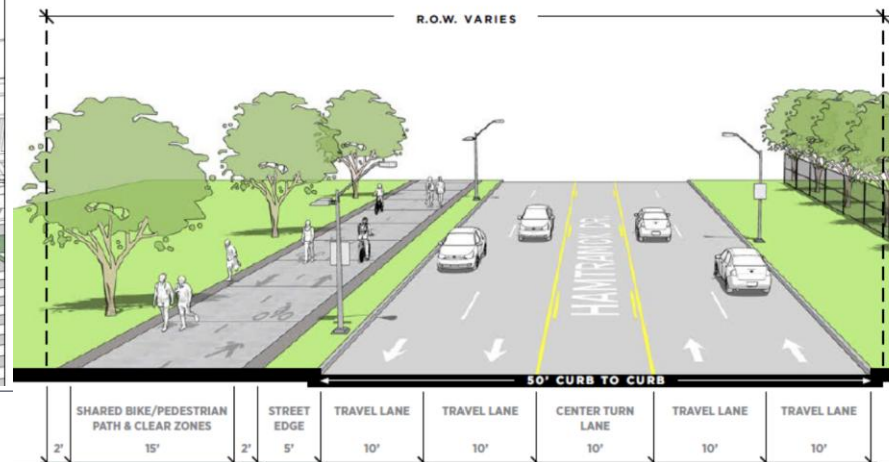 R.O.W. VARIES
HAMTRAMCK DR.
50' CURB TO CURB
SHARED BIKE/PEDESTRIAN
PATH & CLEAR ZONES
STREET
EDGE
TRAVEL LANE
TRAVEL LANE
CENTER TURN
LANE
TRAVEL LANE
TRAVEL LANE
2'
15'
2'
5'
10'
10'
10'
10'
10'